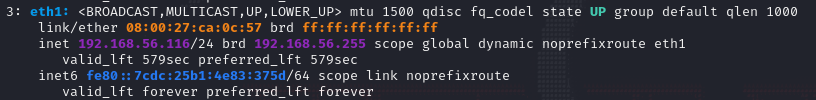 3: eth1: <BROADCAST,MULTICAST,UP,LOWER_UP> mtu 1500 qdisc fq_codel state UP group default qlen 1000
link/ether 08:00:27:ca:0c:57 brd ff:ff:ff:ff:ff:ff
inet 192.168.56.116/24 brd 192.168.56.255 scope global dynamic noprefixroute eth1
valid_lft 579sec preferred_lft 579sec
inet6 fe80::7cdc:25b1:4e83:375d/64 scope link noprefixroute
valid_lft forever preferred_lft forever